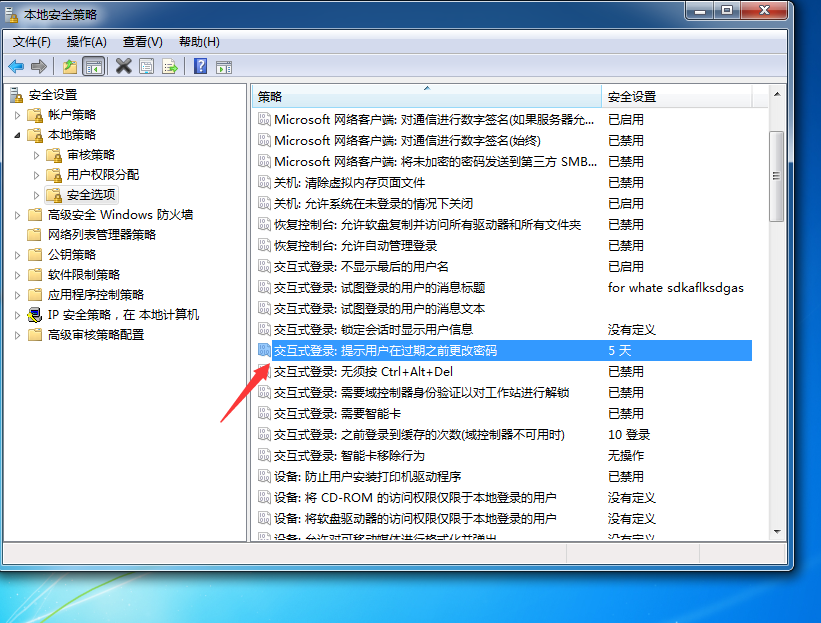 本地安全策略
文件(F) 操作(A) 查看(V) 帮助(H)
安全设置
帐户策略
本地策略
审核策略
用户权限分配
安全选项
高级安全 Windows 防火墙
网络列表管理器策略
公钥策略
软件限制策略
应用程序控制策略
IP 安全策略，在 本地计算机
高级审核策略配置
策略 安全设置
Microsoft 网络客户端: 对通信进行数字签名(如果服务器允... 已启用
Microsoft 网络客户端: 对通信进行数字签名(始终) 已禁用
Microsoft 网络客户端: 将未加密的密码发送到第三方 SMB... 已禁用
关机: 清除虚拟内存页面文件 已禁用
关机: 允许系统在未登录的情况下关闭 已启用
恢复控制台: 允许软盘复制并访问所有驱动器和所有文件夹 已禁用
恢复控制台: 允许自动管理登录 已禁用
交互式登录: 不显示最后的用户名 已启用
交互式登录: 试图登录的用户的消息标题 for whate sdkaflksdgas
交互式登录: 试图登录的用户的消息文本
交互式登录: 锁定会话时显示用户信息 没有定义
交互式登录: 提示用户在过期之前更改密码 5 天
交互式登录: 无须按 Ctrl+Alt+Del 已禁用
交互式登录: 需要域控制器身份验证以对工作站进行解锁 已禁用
交互式登录: 需要智能卡 已禁用
交互式登录: 之前登录到缓存的次数(域控制器不可用时) 10 登录
交互式登录: 智能卡移除行为 无操作
设备: 防止用户安装打印机驱动程序 已禁用
设备: 将 CD-ROM 的访问权限仅限于本地登录的用户 没有定义
设备: 将软盘驱动器的访问权限仅限于本地登录的用户 没有定义
设备: 允许对可移动媒体进行格式化并弹出 没有定义